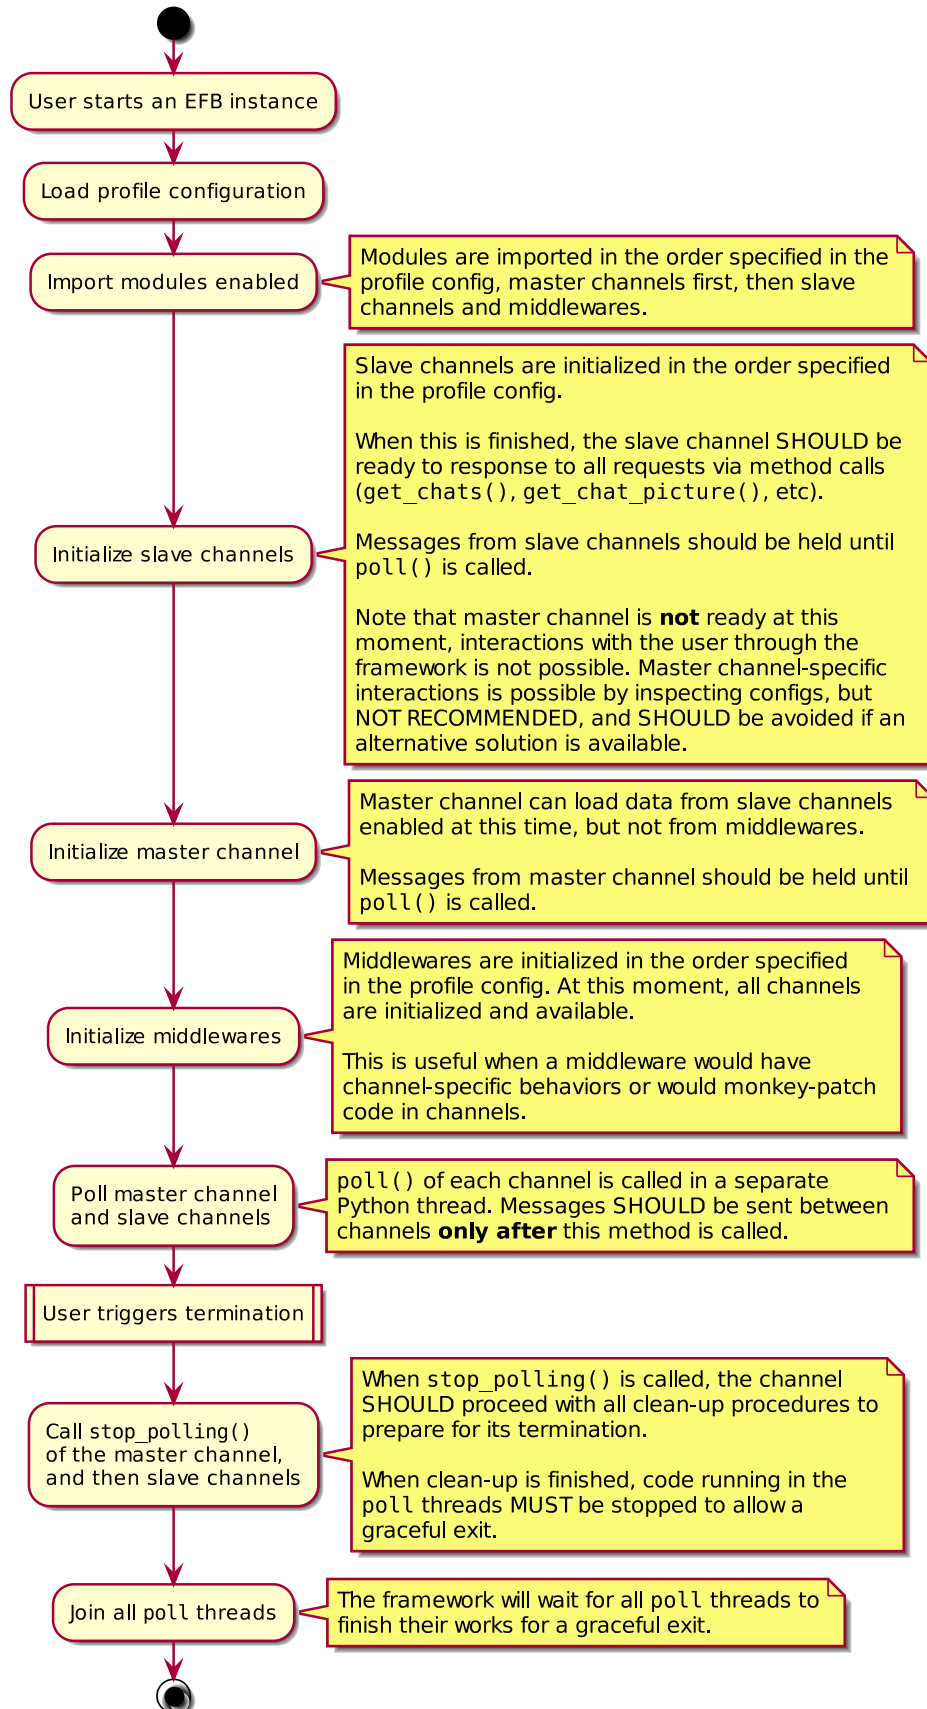 User starts an EFB instance
Load profile configuration
Import modules enabled
Modules are imported in the order specified in the
profile config, master channels first, then slave
channels and middlewares.
Slave channels are initialized in the order specified
in the profile config.
When this is finished, the slave channel SHOULD be
ready to response to all requests via method calls
(get_chats(), get_chat_picture(), etc).
Messages from slave channels should be held until
poll() is called.
Note that master channel is not ready at this
moment, interactions with the user through the
framework is not possible. Master channel-specific
interactions is possible by inspecting configs, but
NOT RECOMMENDED, and SHOULD be avoided if an
alternative solution is available.
Initialize slave channels
Master channel can load data from slave channels
enabled at this time, but not from middlewares.
Messages from master channel should be held until
poll() is called.
Initialize master channel
Middlewares are initialized in the order specified
in the profile config. At this moment, all channels
are initialized and available.
This is useful when a middleware would have
channel-specific behaviors or would monkey-patch
code in channels.
Initialize middlewares
Poll master channel
and slave channels
poll() of each channel is called in a separate
Python thread. Messages SHOULD be sent between
channels only after this method is called.
User triggers termination
Call stop_polling()
of the master channel,
and then slave channels
When stop_polling() is called, the channel
SHOULD proceed with all clean-up procedures to
prepare for its termination.
When clean-up is finished, code running in the
poll threads MUST be stopped to allow a
graceful exit.
Join all poll threads
The framework will wait for all poll threads to
finish their works for a graceful exit.